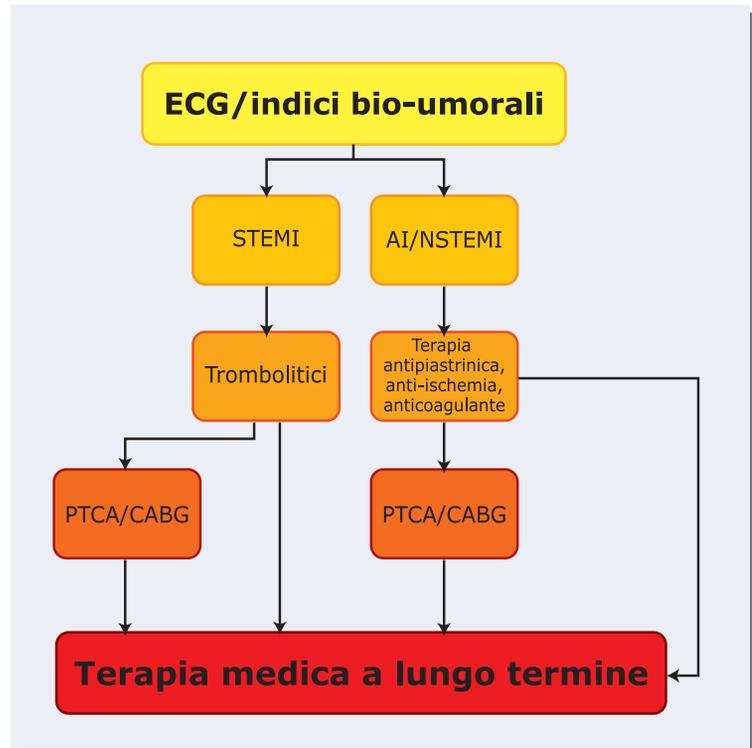 ECG/indici bio-umorali
STEMI
AI/NSTEMI
Trombolitici
Terapia
antipiastrinica,
anti-ischemia,
anticoagulante
PTCA/CABG
PTCA/CABG
Terapia medica a lungo termine